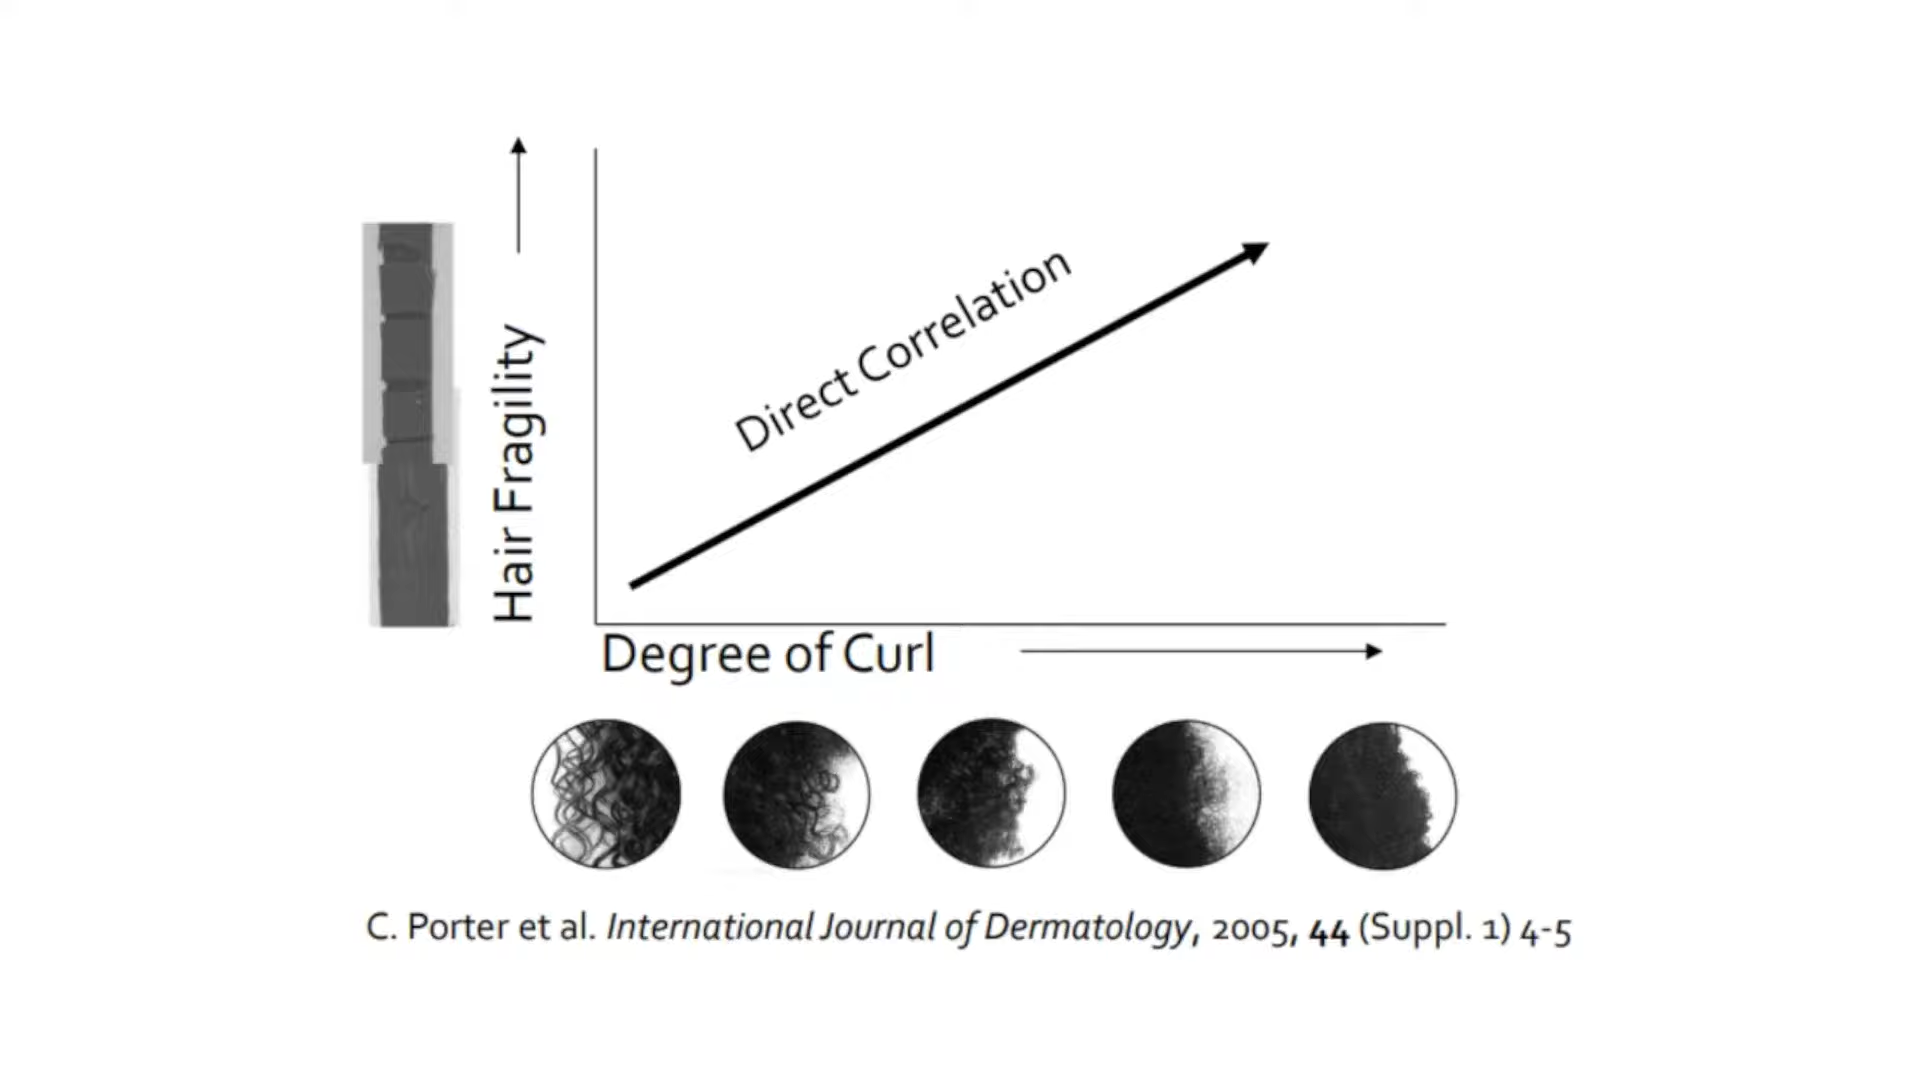 Hair Fragility
Direct Correlation
Degree of Curl
C. Porter et al. International Journal of Dermatology, 2005, 44 (Suppl. 1) 4-5